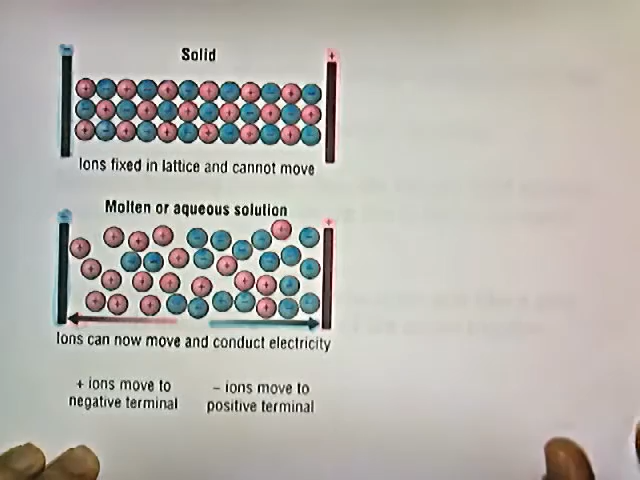 Solid
Ions fixed in lattice and cannot move
Molten or aqueous solution
Ions can now move and conduct electricity
+ ions move to
negative terminal
– ions move to
positive terminal